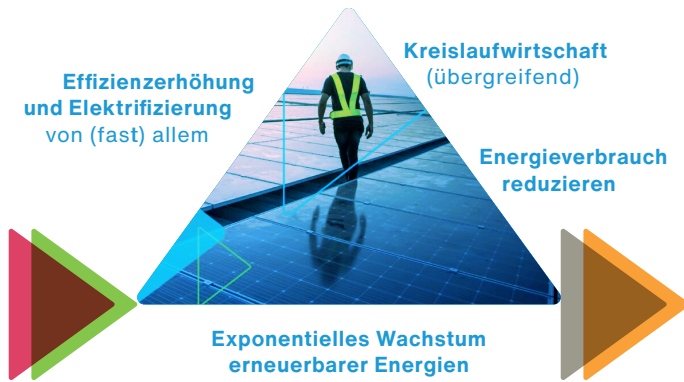 Effizienzerhöhung
und Elektrifizierung
von (fast) allem
Kreislaufwirtschaft
(übergreifend)
Energieverbrauch
reduzieren
Exponentielles Wachstum
erneuerbarer Energien